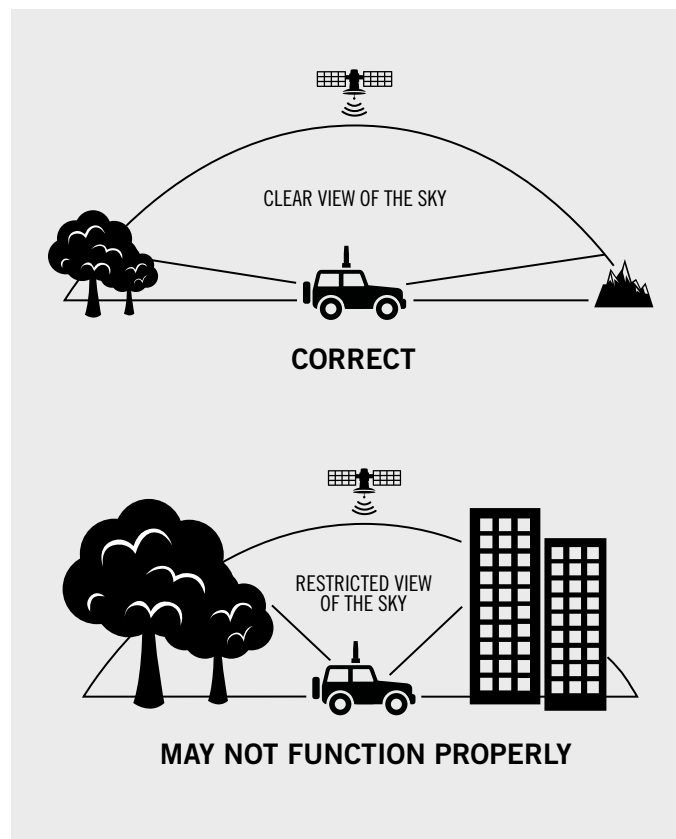 CLEAR VIEW OF THE SKY
CORRECT
RESTRICTED VIEW
OF THE SKY
MAY NOT FUNCTION PROPERLY